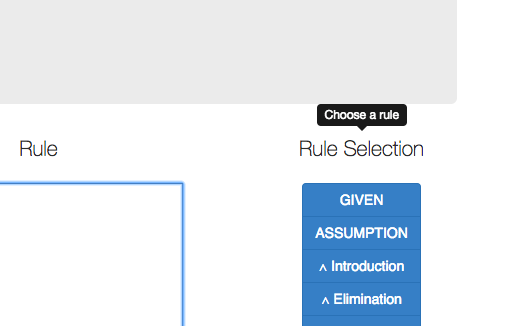 Choose a rule
Rule
Rule Selection
GIVEN
ASSUMPTION
∧ Introduction
∧ Elimination